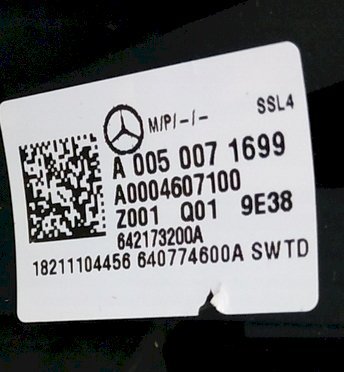 M/P/-/- SSL4
A 005 007 1699
A0004607100
Z001 Q01 9E38
642173200A
18211104456 640774600A SWTD